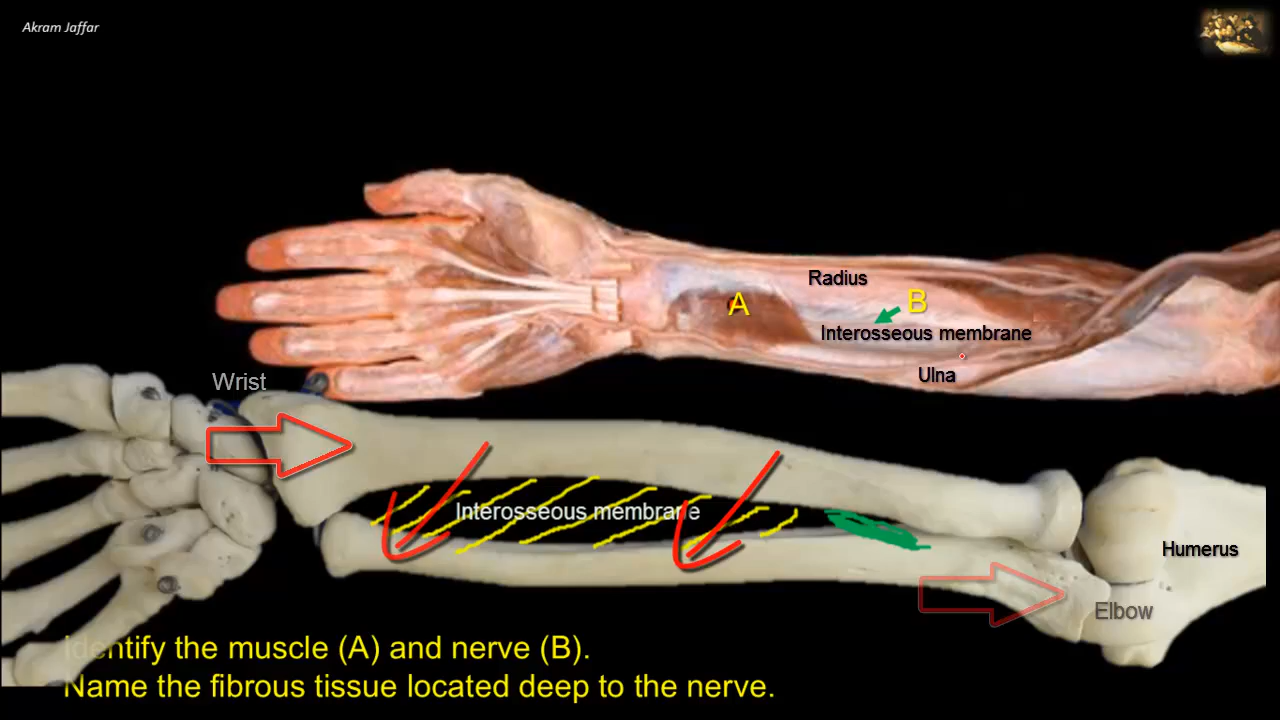 Akram Jaffar
Radius
A
B
Interosseous membrane
Ulna
Wrist
Interosseous membrane
Humerus
Elbow
Identify the muscle (A) and nerve (B).
Name the fibrous tissue located deep to the nerve.